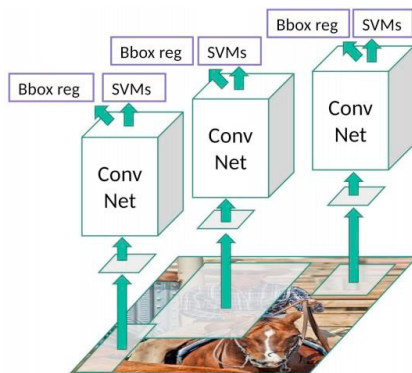 Bbox reg SVMs
Bbox reg SVMs
Bbox reg SVMs
Conv
Net
Conv
Net
Conv
Net